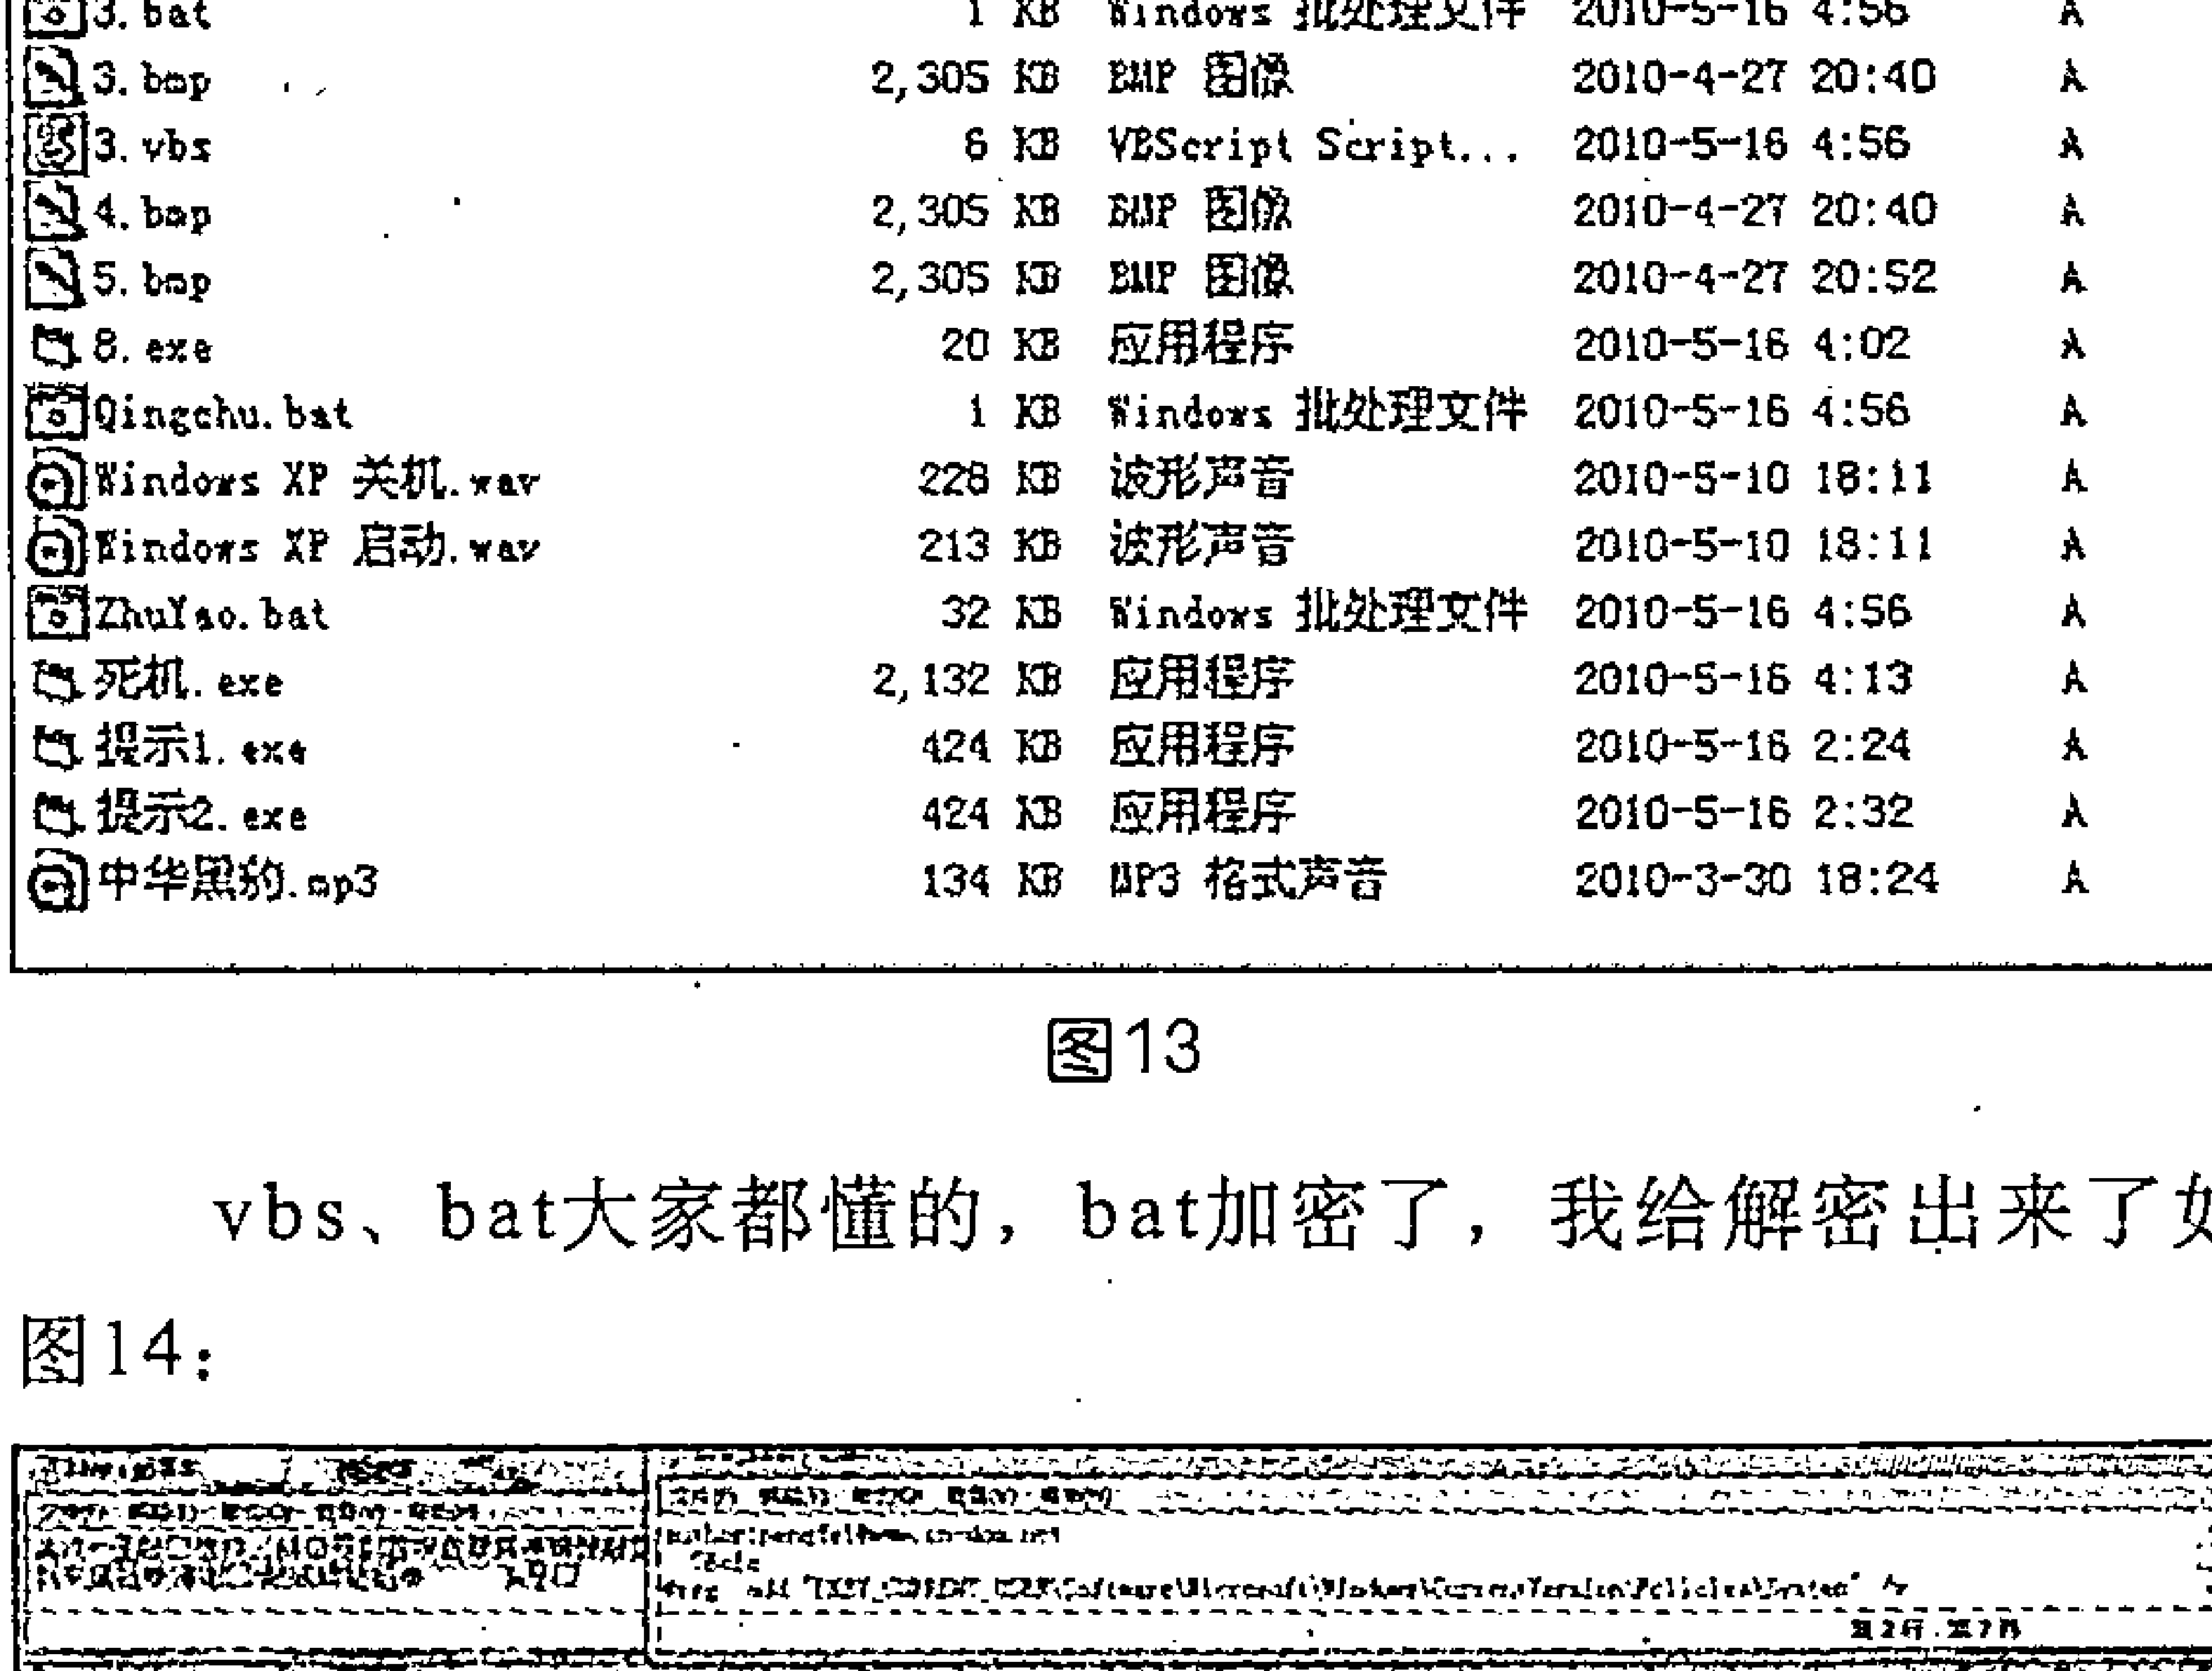 3.bat 1 KB Windows 批处理文件 2010-5-16 4:56 A
3.bmp 2,305 KB BMP 图像 2010-4-27 20:40 A
3.vbs 6 KB VBScript Script... 2010-5-16 4:56 A
4.bmp 2,305 KB BMP 图像 2010-4-27 20:40 A
5.bmp 2,305 KB BMP 图像 2010-4-27 20:52 A
8.exe 20 KB 应用程序 2010-5-16 4:02 A
Qingchu.bat 1 KB Windows 批处理文件 2010-5-16 4:56 A
Windows XP 关机.wav 228 KB 波形声音 2010-5-10 18:11 A
Windows XP 启动.wav 213 KB 波形声音 2010-5-10 18:11 A
ZhuYao.bat 32 KB Windows 批处理文件 2010-5-16 4:56 A
死机.exe 2,132 KB 应用程序 2010-5-16 4:13 A
提示1.exe 424 KB 应用程序 2010-5-16 2:24 A
提示2.exe 424 KB 应用程序 2010-5-16 2:32 A
中华黑豹.mp3 134 KB MP3 格式声音 2010-3-30 18:24 A
图13
vbs、bat大家都懂的，bat加密了，我给解密出来了如
图14：